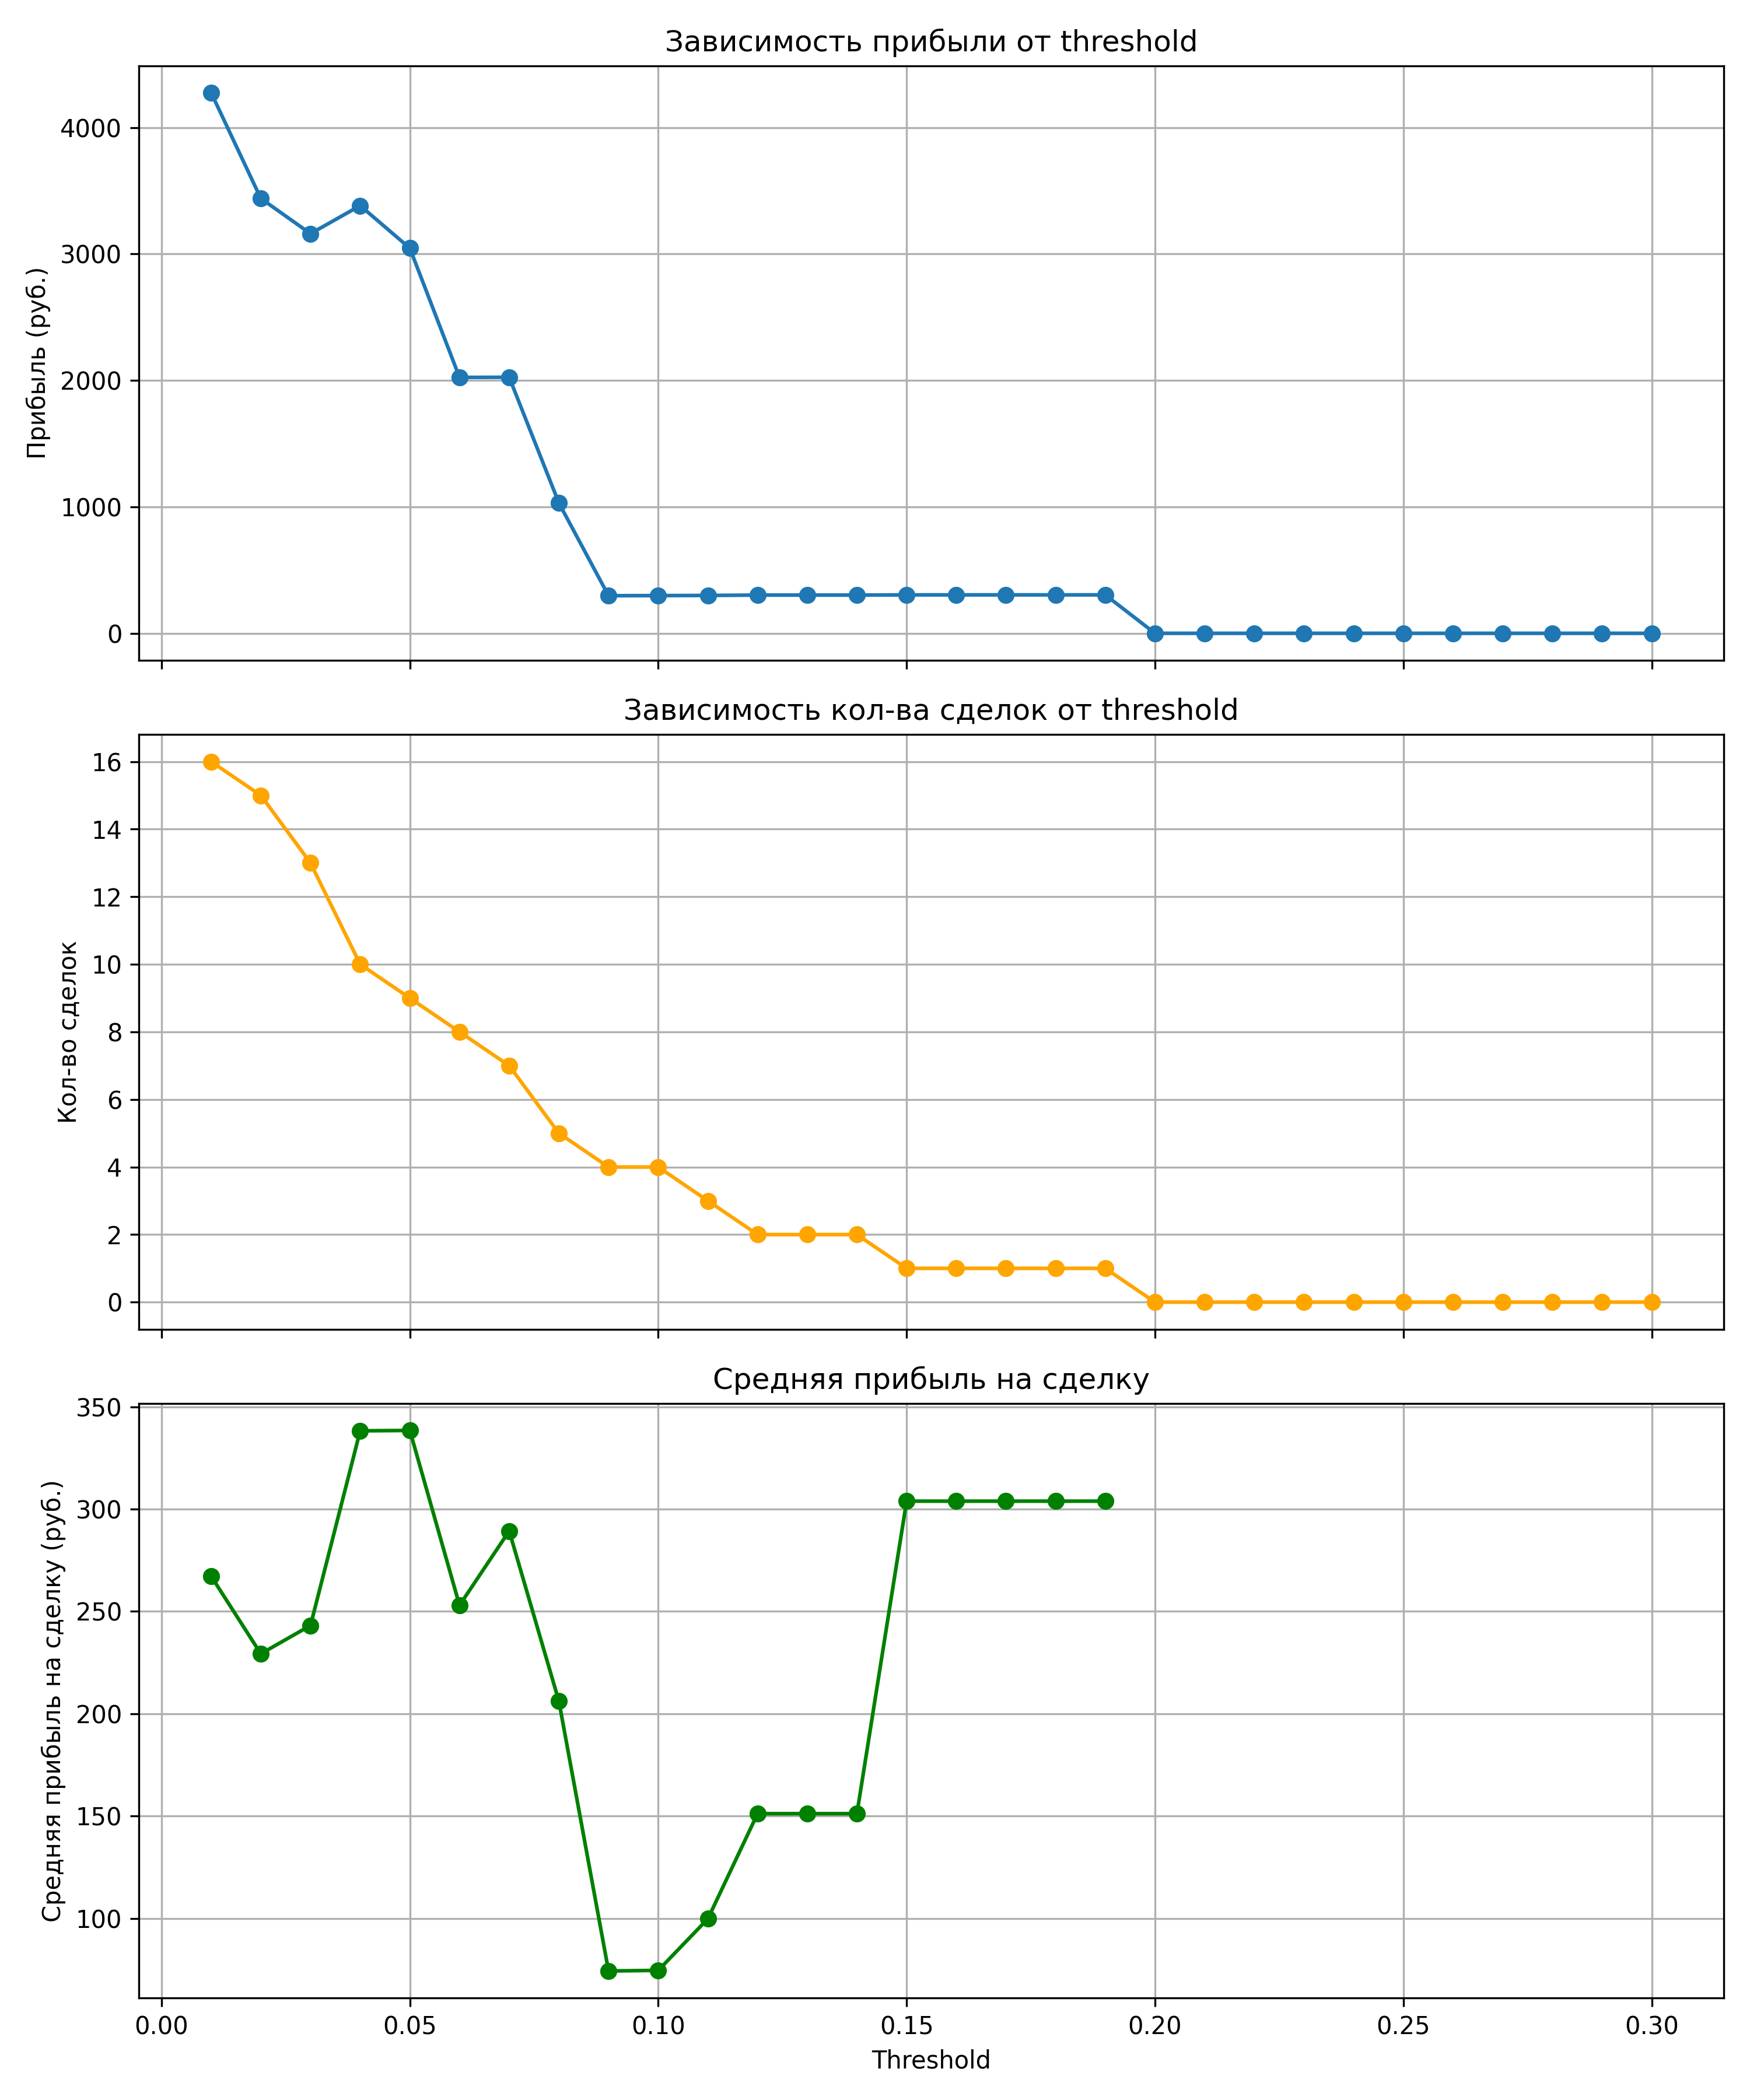 Зависимость прибыли от threshold
Прибыль (руб.)
4000
3000
2000
1000
0
Зависимость кол-ва сделок от threshold
Кол-во сделок
16
14
12
10
8
6
4
2
0
Средняя прибыль на сделку
Средняя прибыль на сделку (руб.)
350
300
250
200
150
100
0.00 0.05 0.10 0.15 0.20 0.25 0.30
Threshold